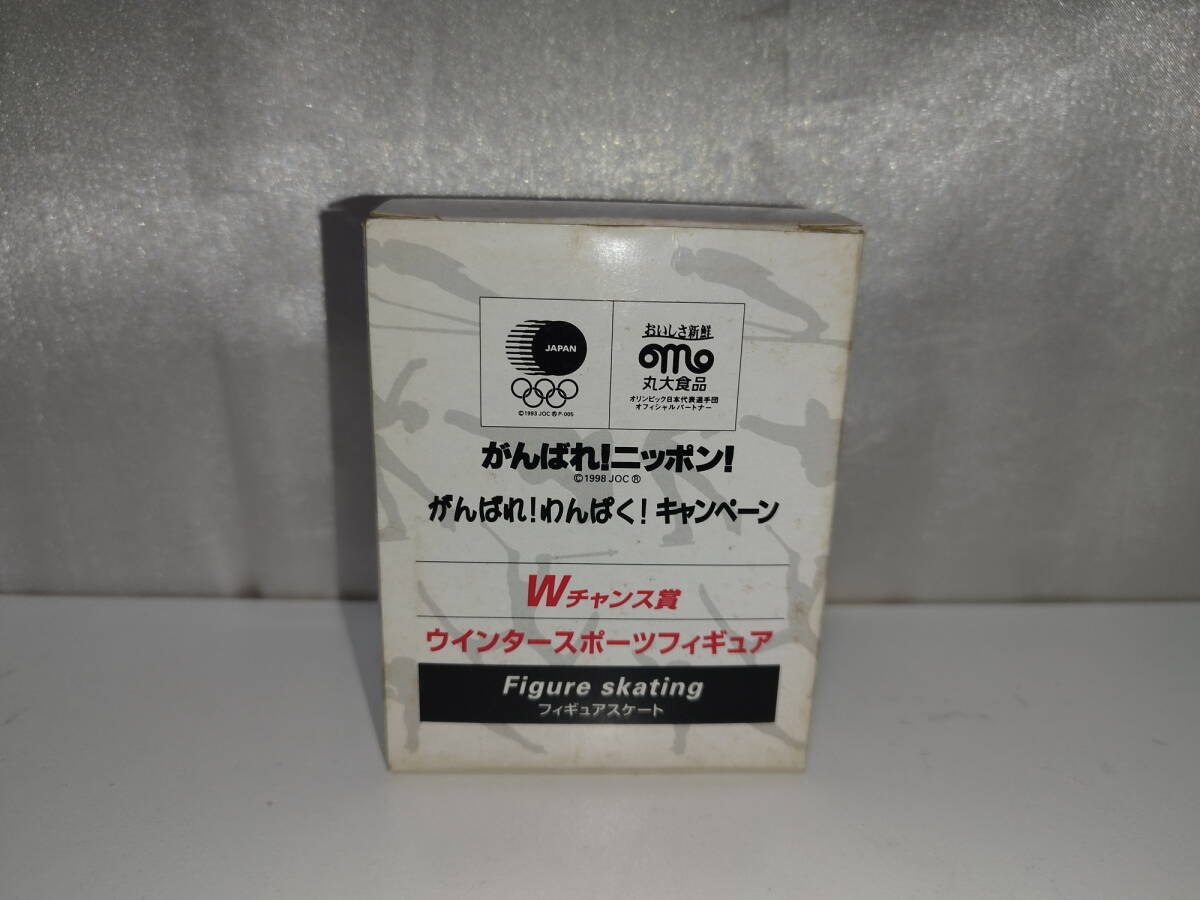 JAPAN
©1993 JOC Ⓡ P-005
おいしさ新鮮
丸大食品
オリンピック日本代表選手団
オフィシャルパートナー
がんばれ!ニッポン!
©1998 JOC Ⓡ
がんばれ!わんぱく!キャンペーン
Wチャンス賞
ウインタースポーツフィギュア
Figure skating
フィギュアスケート